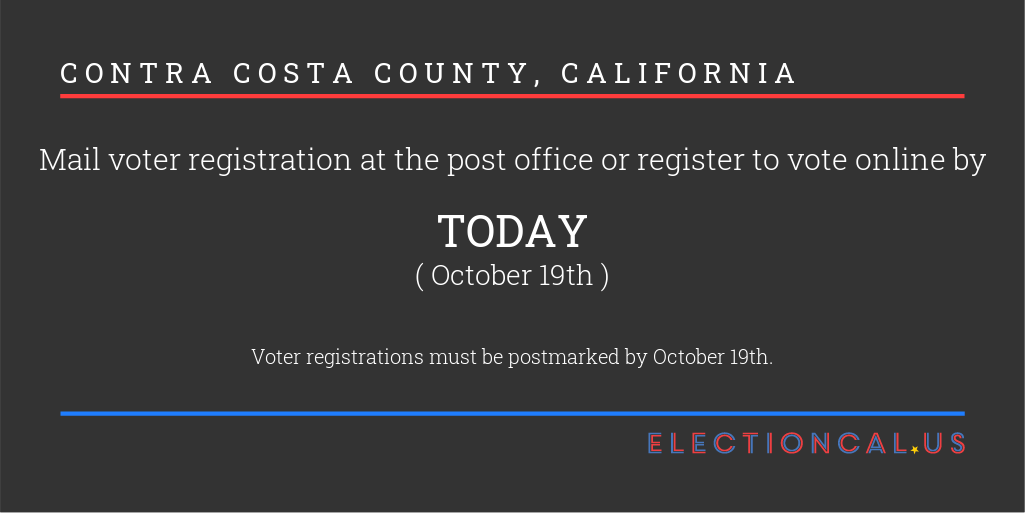 CONTRA COSTA COUNTY, CALIFORNIA
Mail voter registration at the post office or register to vote online by
TODAY
( October 19th )
Voter registrations must be postmarked by October 19th.
ELECTIONCAL.US